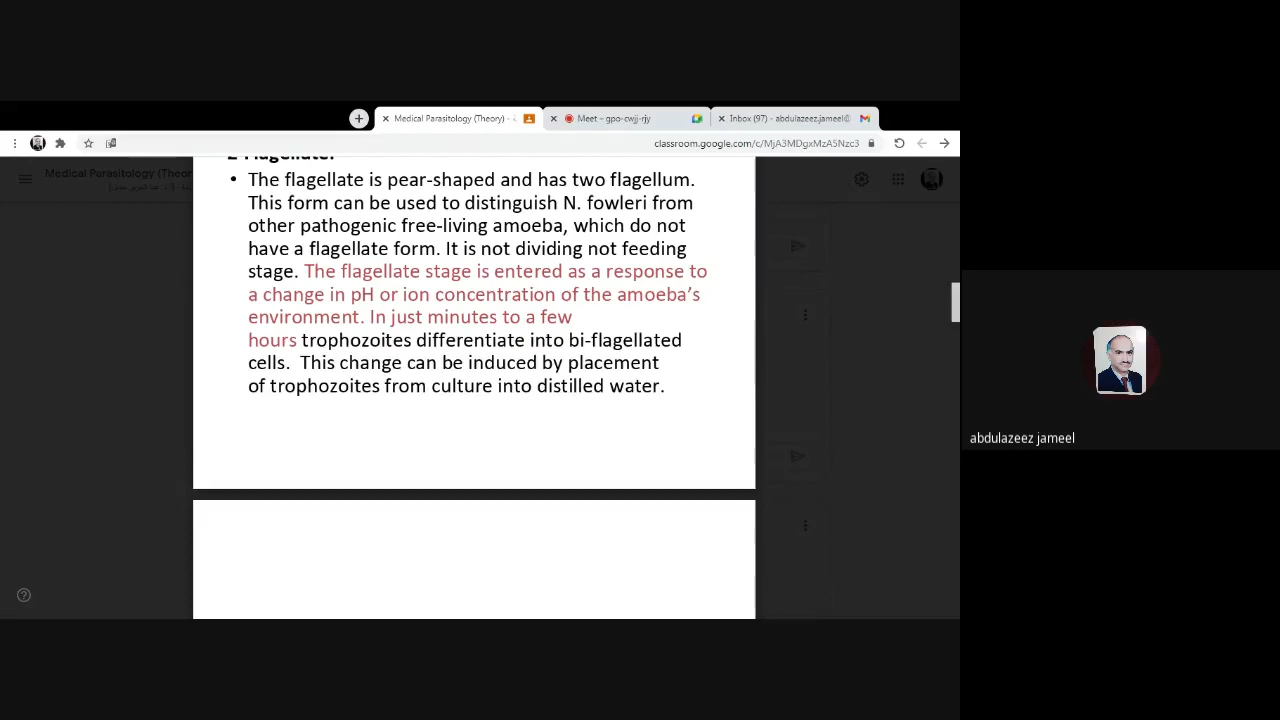 Medical Parasitology (Theory) -
Meet – gpo-cwjj-rjy
Inbox (97) - abdulazeez.jameel@
classroom.google.com/c/MjA3MDgxMzA5Nzc3
2 Flagellate:
Medical Parasitology (Theor
• The flagellate is pear-shaped and has two flagellum.
This form can be used to distinguish N. fowleri from
other pathogenic free-living amoeba, which do not
have a flagellate form. It is not dividing not feeding
stage. The flagellate stage is entered as a response to
a change in pH or ion concentration of the amoeba’s
environment. In just minutes to a few
hours trophozoites differentiate into bi-flagellated
cells.  This change can be induced by placement
of trophozoites from culture into distilled water.
abdulazeez jameel